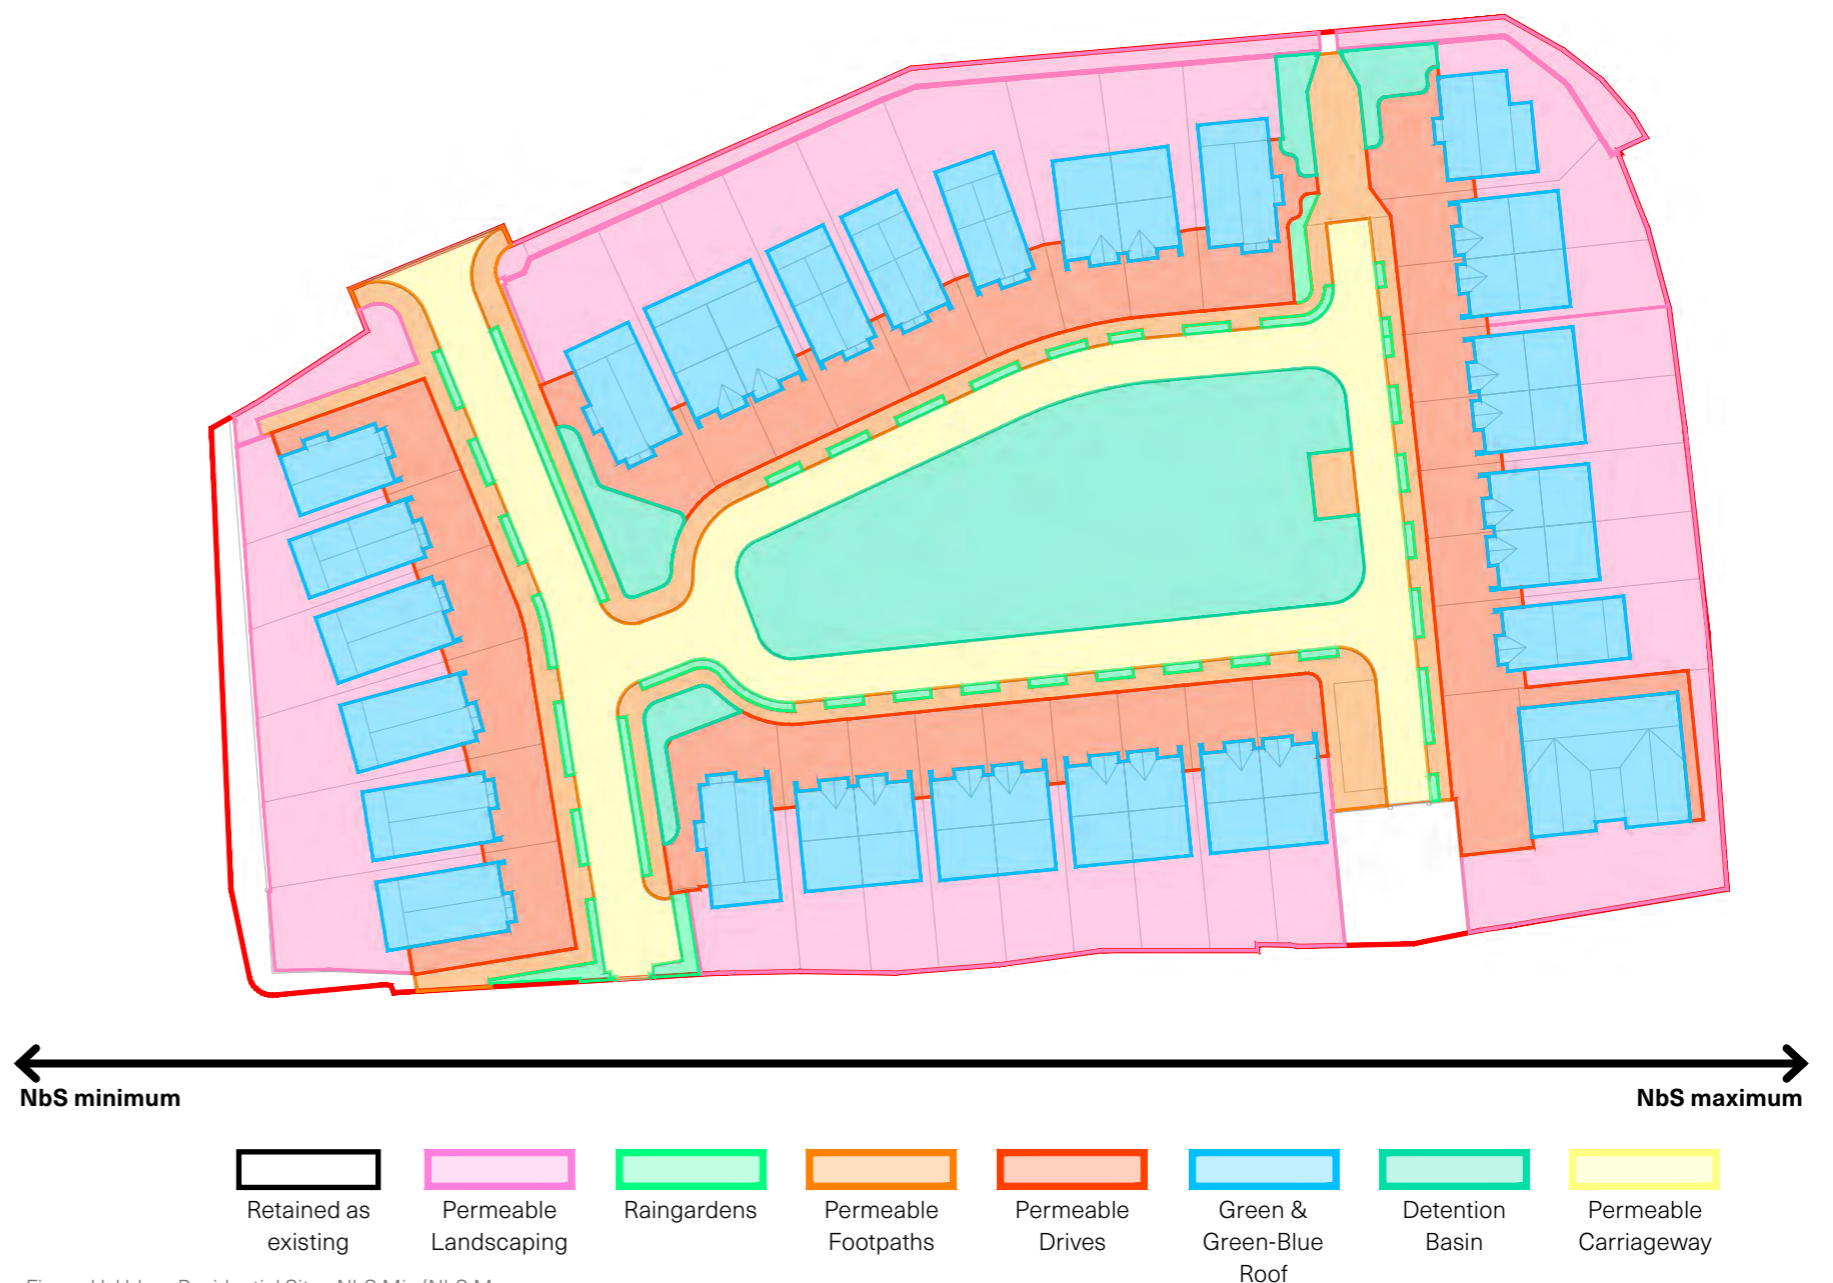 NbS minimum
NbS maximum
Retained as
existing
Permeable
Landscaping
Raingardens
Permeable
Footpaths
Permeable
Drives
Green &
Green-Blue
Roof
Detention
Basin
Permeable
Carriageway